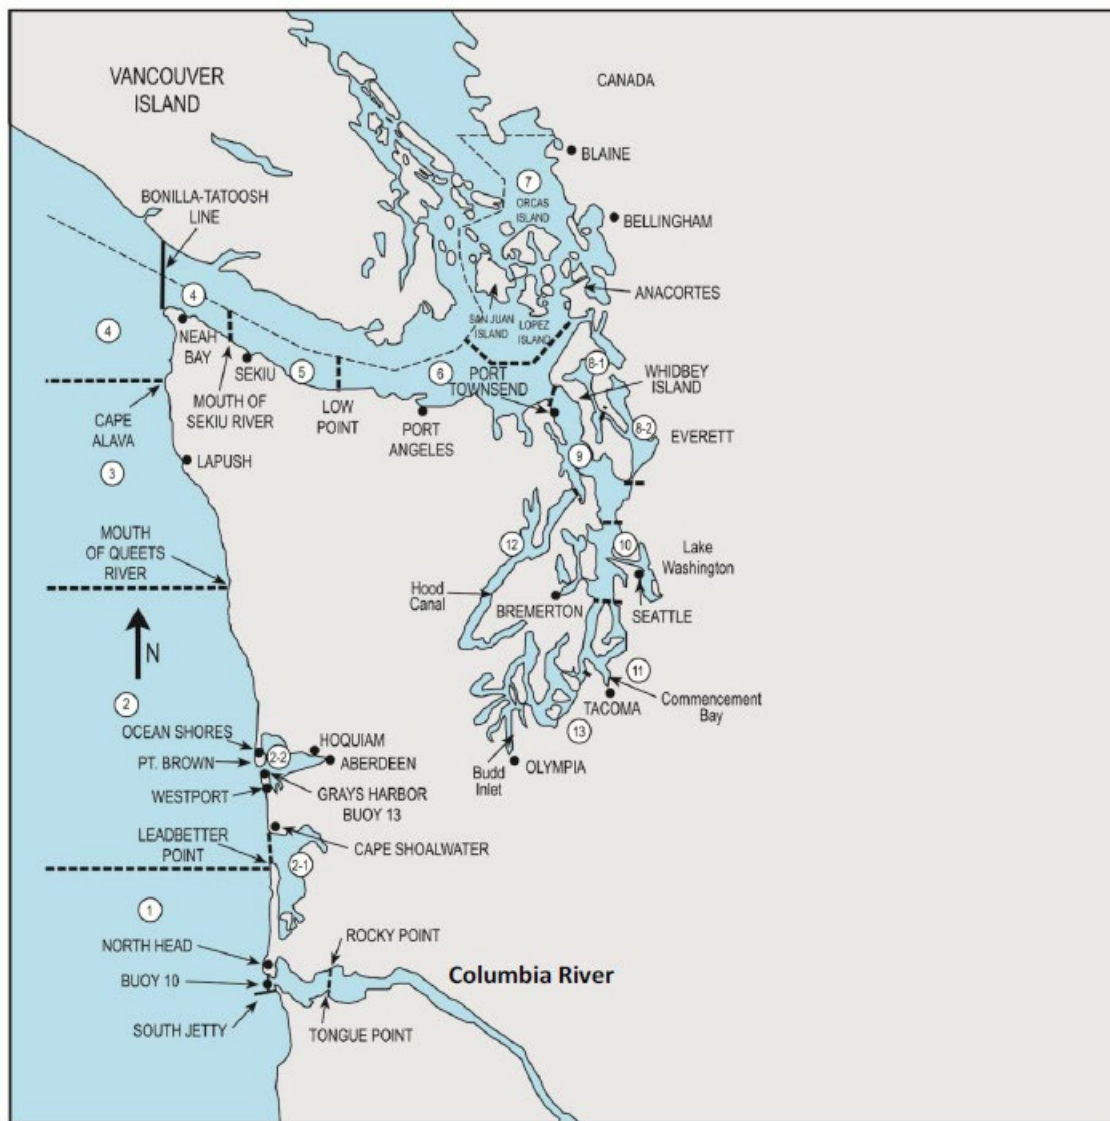 VANCOUVER
ISLAND
CANADA
BLAINE
7
ORCAS
ISLAND
BONILLA-TATOOSH
LINE
BELLINGHAM
ANACORTES
4
4
NEAH
BAY
SAN JUAN
ISLAND
LOPEZ
ISLAND
SEKIU
5
6
PORT
TOWNSEND
8-1
WHIDBEY
ISLAND
MOUTH OF
SEKIU RIVER
LOW
POINT
PORT
ANGELES
CAPE
ALAVA
8-2
EVERETT
3
LAPUSH
9
MOUTH
OF QUEETS
RIVER
12
10
Lake
Washington
Hood
Canal
BREMERTON
SEATTLE
N
11
2
TACOMA
Commencement
Bay
13
OCEAN SHORES
HOQUIAM
2-2
PT. BROWN
ABERDEEN
Budd
Inlet
OLYMPIA
WESTPORT
GRAYS HARBOR
BUOY 13
LEADBETTER
POINT
CAPE SHOALWATER
2-1
1
NORTH HEAD
ROCKY POINT
BUOY 10
Columbia River
SOUTH JETTY
TONGUE POINT